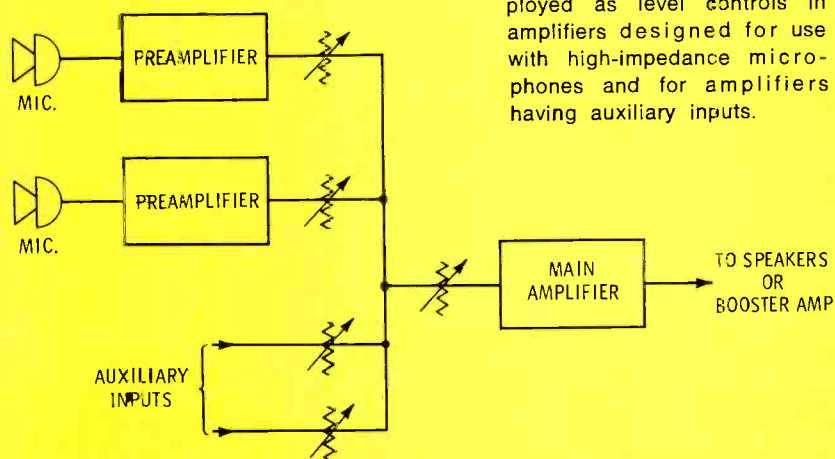 ployed as level controls in
amplifiers designed for use
with high-impedance micro-
phones and for amplifiers
having auxiliary inputs.
PREAMPLIFIER
MIC.
PREAMPLIFIER
MIC.
MAIN
AMPLIFIER
TO SPEAKERS
OR
BOOSTER AMP
AUXILIARY
INPUTS